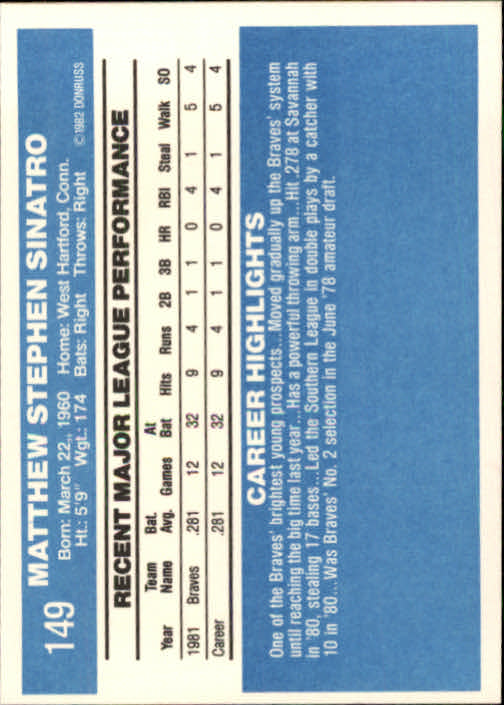 149
MATTHEW STEPHEN SINATRO
Born: March 22,, 1960 Home: West Hartford, Conn.
Ht.: 5'9" Wgt.: 174 Bats: Right Throws: Right ©1982 DONRUSS
RECENT MAJOR LEAGUE PERFORMANCE
Year Team Name Bat. Avg. Games At Bat Hits Runs 2B 3B HR RBI Steal Walk SO
1981 Braves .281 12 32 9 4 1 1 0 4 1 5 4
Career .281 12 32 9 4 1 1 0 4 1 5 4
CAREER HIGHLIGHTS
One of the Braves' brightest young prospects...Moved gradually up the Braves' system
until reaching the big time last year...Has a powerful throwing arm...Hit .278 at Savannah
in '80, stealing 17 bases...Led the Southern League in double plays by a catcher with
10 in '80...Was Braves' No. 2 selection in the June '78 amateur draft.